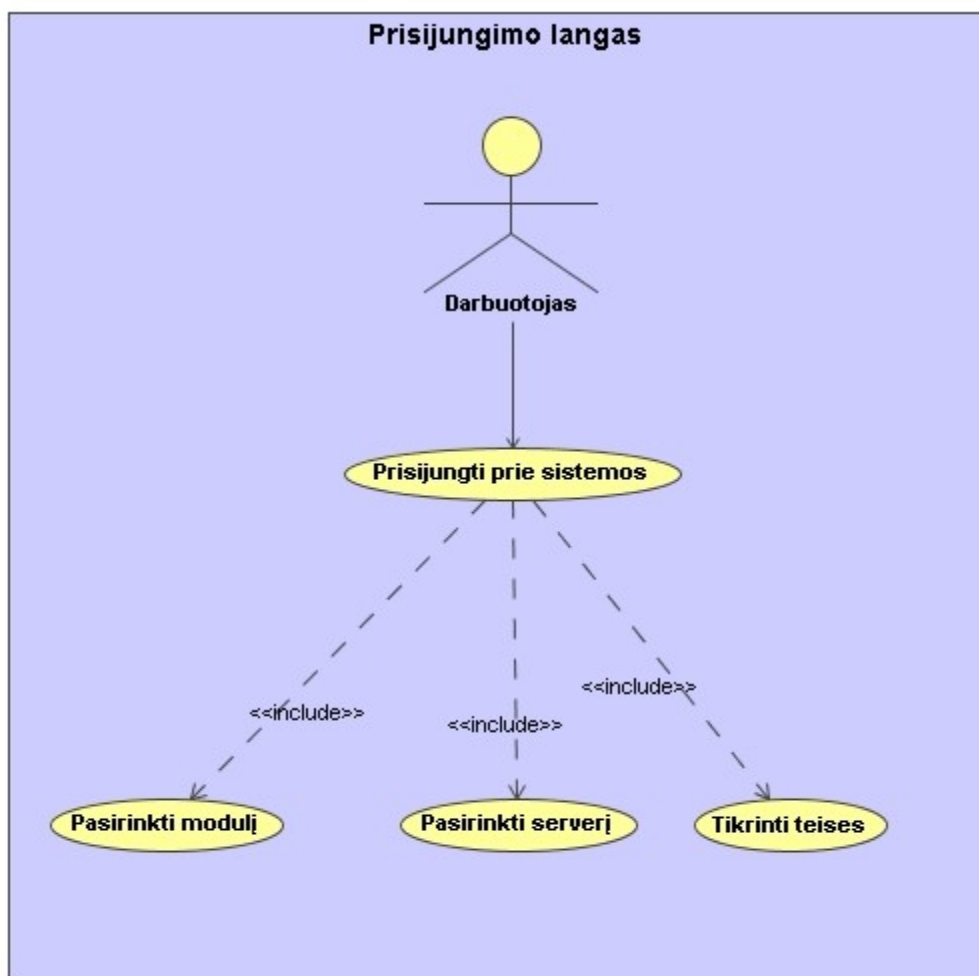 Prisijungimo langas
Darbuotojas
Prisijungti prie sistemos
<<include>>
<<include>>
<<include>>
Pasirinkti modulį
Pasirinkti serverį
Tikrinti teises